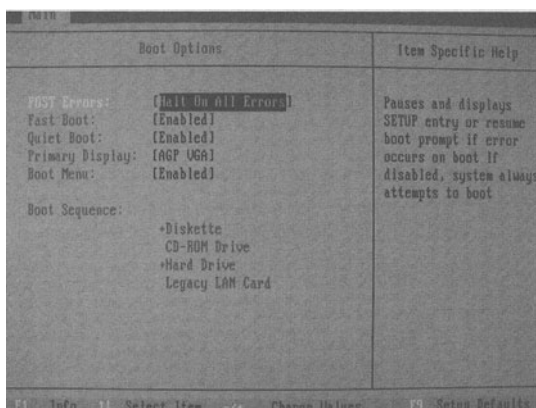 Main
Boot Options
Item Specific Help
POST Errors: [Halt On All Errors]
Fast Boot: [Enabled]
Quiet Boot: [Enabled]
Primary Display: [AGP VGA]
Boot Menu: [Enabled]
Boot Sequence:
+Diskette
CD-ROM Drive
+Hard Drive
Legacy LAN Card
Pauses and displays
SETUP entry or resume
boot prompt if error
occurs on boot If
disabled, system always
attempts to boot
F1 Info ↑↓ Select Item -/+ Change Values F9 Setup Defaults